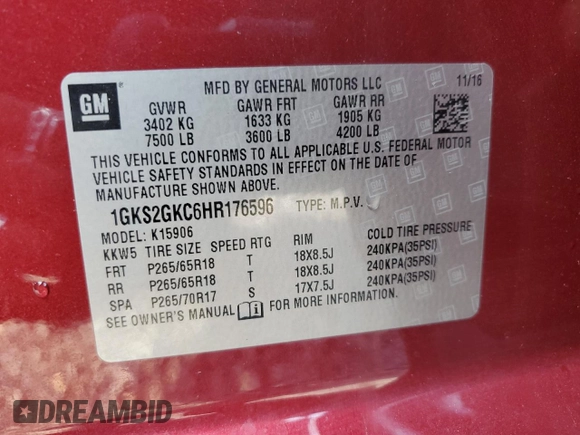 GM
MFD BY GENERAL MOTORS LLC 11/16
GVWR GAWR FRT GAWR RR
3402 KG 1633 KG 1905 KG
7500 LB 3600 LB 4200 LB
THIS VEHICLE CONFORMS TO ALL APPLICABLE U.S. FEDERAL MOTOR
VEHICLE SAFETY STANDARDS IN EFFECT ON THE DATE OF
MANUFACTURE SHOWN ABOVE.
1GKS2GKC6HR176596 TYPE: M.P.V.
MODEL: K15906
KKW5 TIRE SIZE SPEED RTG RIM COLD TIRE PRESSURE
FRT P265/65R18 T 18X8.5J 240KPA(35PSI)
RR P265/65R18 T 18X8.5J 240KPA(35PSI)
SPA P265/70R17 S 17X7.5J 240KPA(35PSI)
SEE OWNER'S MANUAL i FOR MORE INFORMATION.
DREAMBID